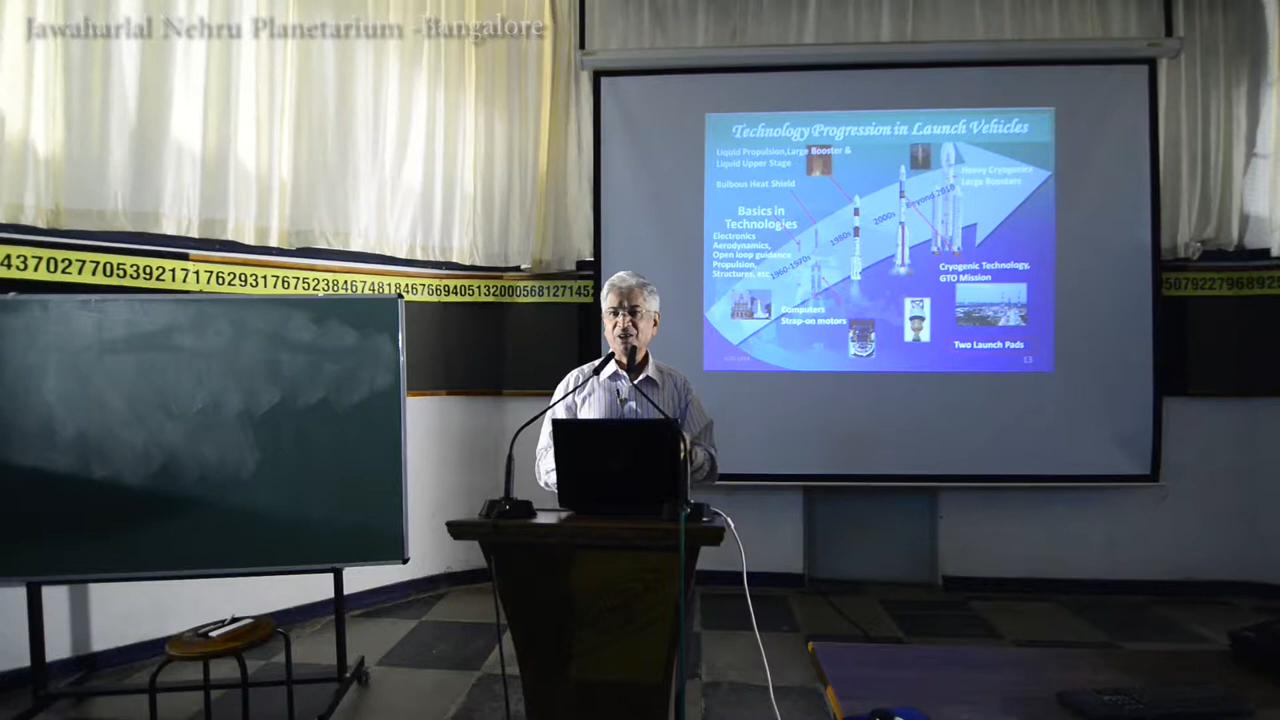 Jawaharlal Nehru Planetarium -Bangalore
Technology Progression in Launch Vehicles
Liquid Propulsion,Large Booster &
Liquid Upper Stage
Heavy Cryogenics
Large Boosters
Bulbous Heat Shield
Beyond 2010
2000s
1980s
1960-1970s
Basics in
Technologies
Electronics
Aerodynamics,
Open loop guidance
Propulsion,
Structures, etc.
Cryogenic Technology,
GTO Mission
Computers
Strap-on motors
Two Launch Pads
13
43702770539217176293176752384674818467669405132000568127145
507922796892